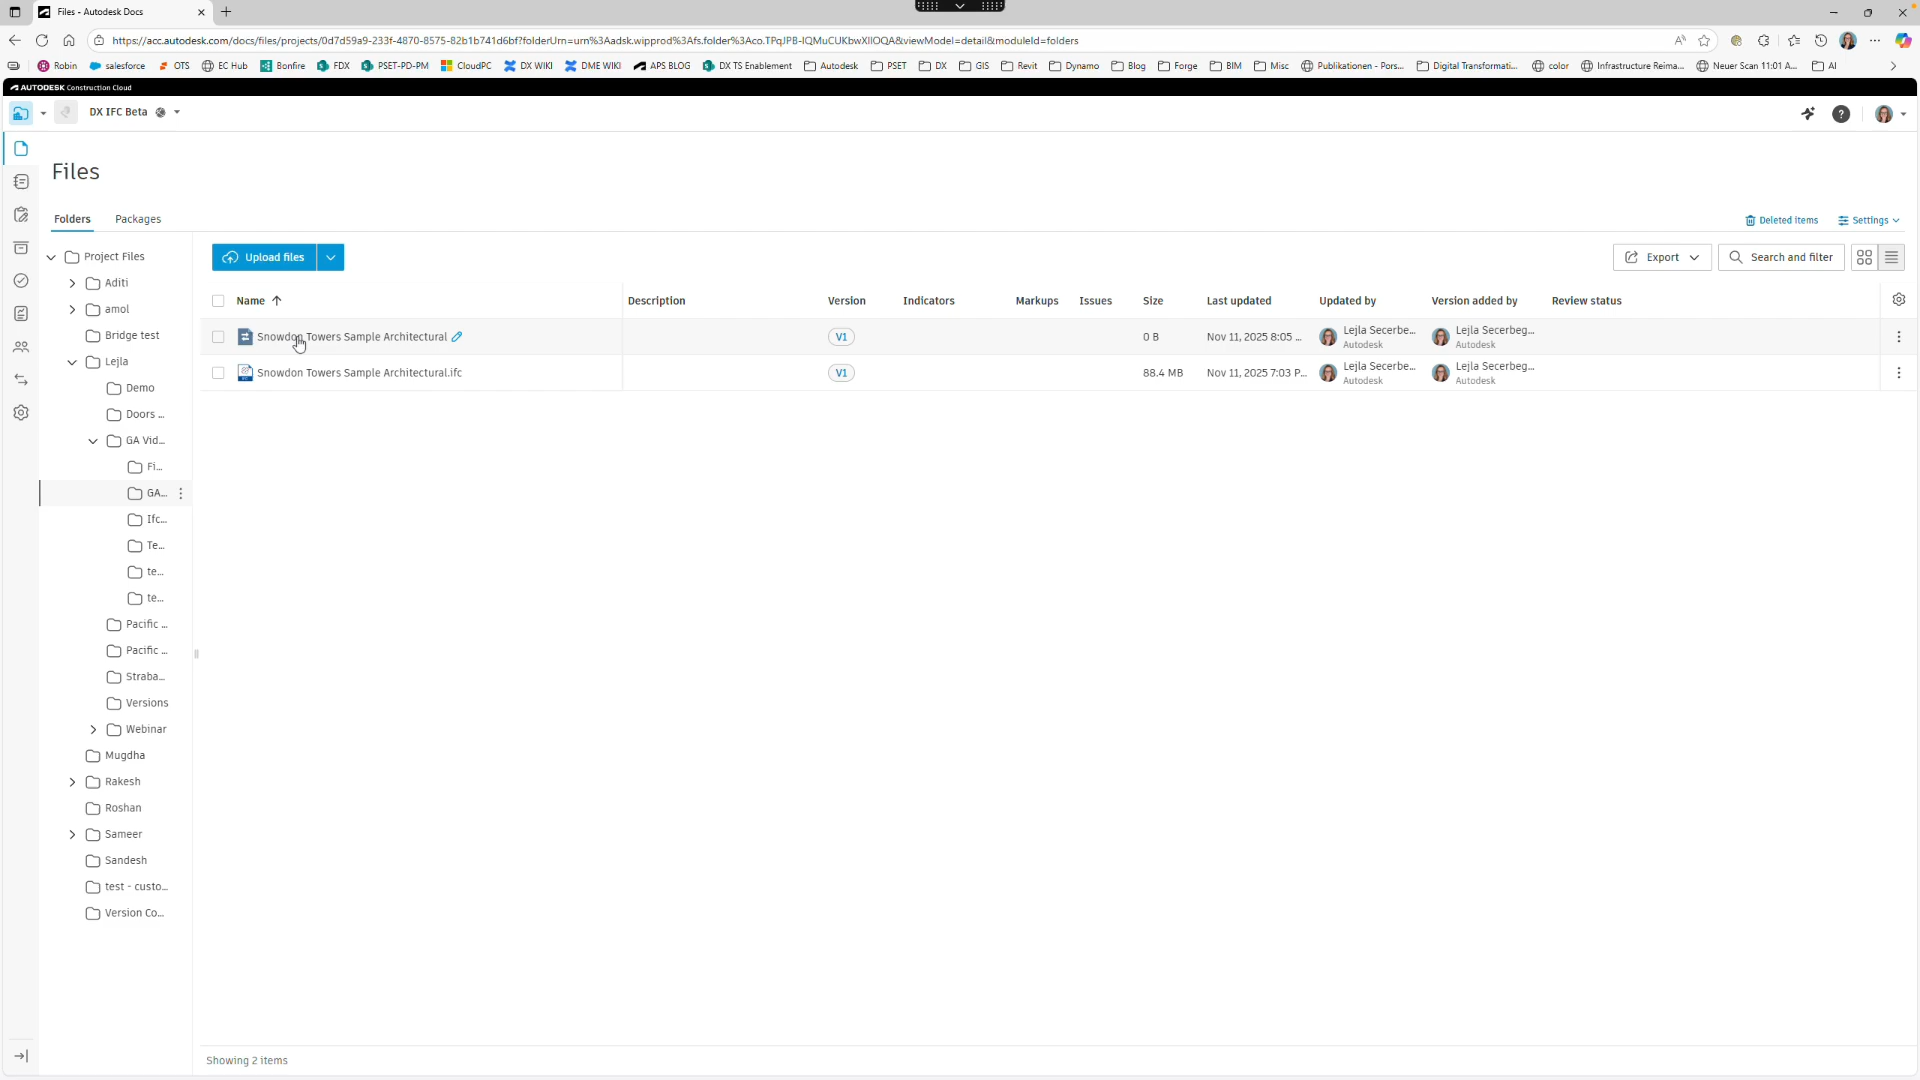 Files - Autodesk Docs
https://acc.autodesk.com/docs/files/projects/0d7d59a9-233f-4870-8575-82b1b741d6bf?folderUrn=urn%3Aadsk.wipprod%3Afs.folder%3Aco.TPqJPB-IQMuCUKbwXIIOQA&viewModel=detail&moduleId=folders
Robin salesforce OTS EC Hub Bonfire FDX PSET-PD-PM CloudPC DX WIKI DME WIKI APS BLOG DX TS Enablement Autodesk PSET DX GIS Revit Dynamo Blog Forge BIM Misc Publikationen - Pors... Digital Transformati... color Infrastructure Reima... Neuer Scan 11:01 A... AI
AUTODESK Construction Cloud
DX IFC Beta
Files
Folders Packages
Deleted items Settings
Project Files
Upload files
Export
Search and filter
Aditi
amol
Bridge test
Lejla
Demo
Doors ...
GA Vid...
Fi...
GA...
Ifc...
Te...
te...
te...
Pacific ...
Pacific ...
Straba...
Versions
Webinar
Mugdha
Rakesh
Roshan
Sameer
Sandesh
test - custo...
Version Co...
Name Description Version Indicators Markups Issues Size Last updated Updated by Version added by Review status
Snowdon Towers Sample Architectural V1 0 B Nov 11, 2025 8:05 ... Lejla Secerbe... Lejla Secerbeg...
Autodesk Autodesk
Snowdon Towers Sample Architectural.ifc V1 88.4 MB Nov 11, 2025 7:03 P... Lejla Secerbe... Lejla Secerbeg...
Autodesk Autodesk
Showing 2 items